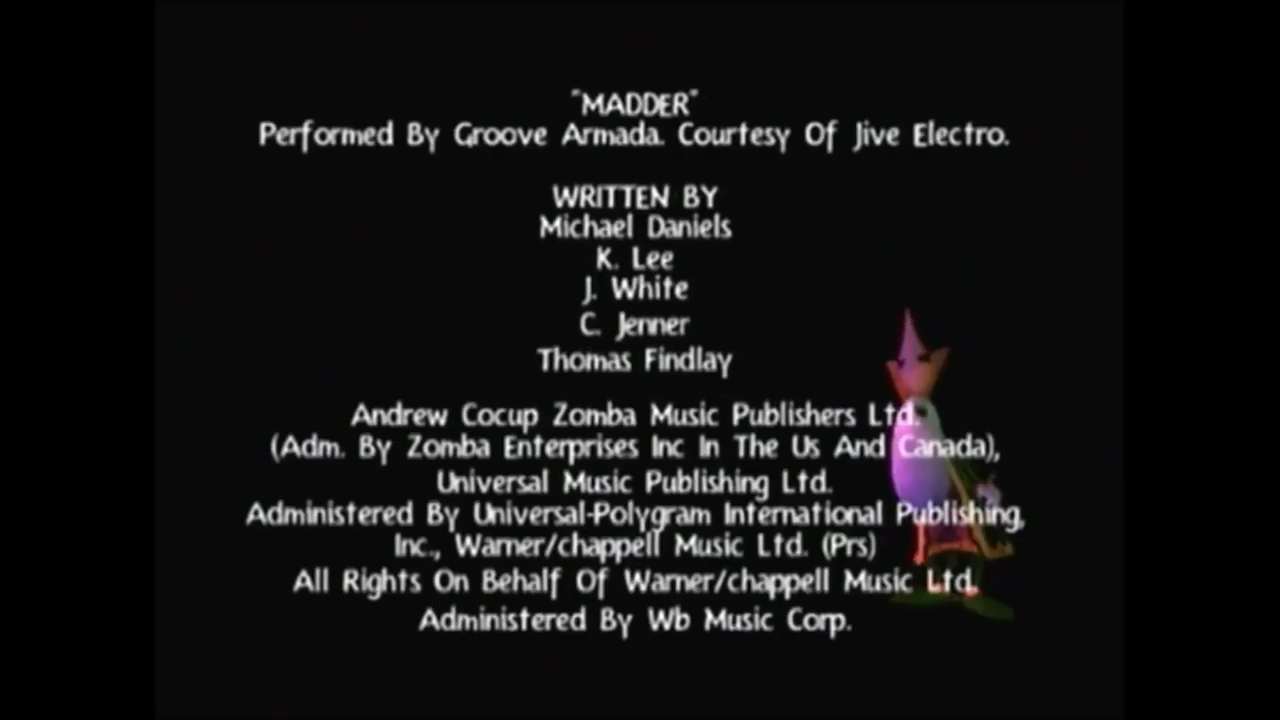 "MADDER"
Performed By Groove Armada. Courtesy Of Jive Electro.
WRITTEN BY
Michael Daniels
K. Lee
J. White
C. Jenner
Thomas Findlay
Andrew Cocup Zomba Music Publishers Ltd.
(Adm. By Zomba Enterprises Inc In The Us And Canada),
Universal Music Publishing Ltd.
Administered By Universal-Polygram International Publishing,
Inc., Warner/chappell Music Ltd. (Prs)
All Rights On Behalf Of Warner/chappell Music Ltd.
Administered By Wb Music Corp.